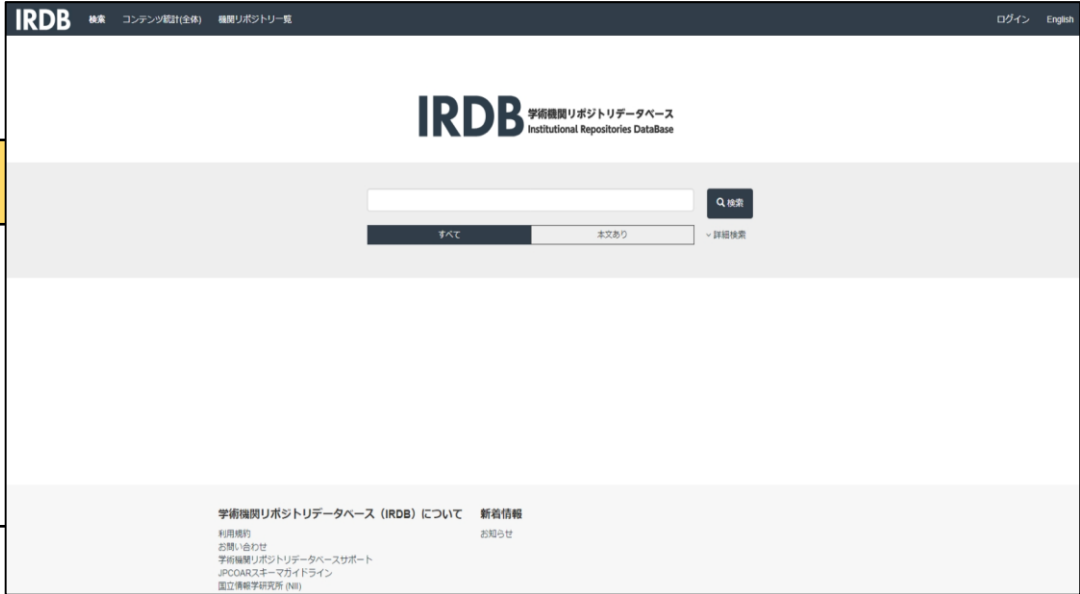 IRDB 検索 コンテンツ統計(全体) 機関リポジトリ一覧 ログイン English
IRDB 学術機関リポジトリデータベース
Institutional Repositories DataBase
検索
すべて 本文あり 詳細検索
学術機関リポジトリデータベース（IRDB）について 新着情報
利用規約 お知らせ
お問い合わせ
学術機関リポジトリデータベースサポート
JPCOARスキーマガイドライン
国立情報学研究所 (NII)